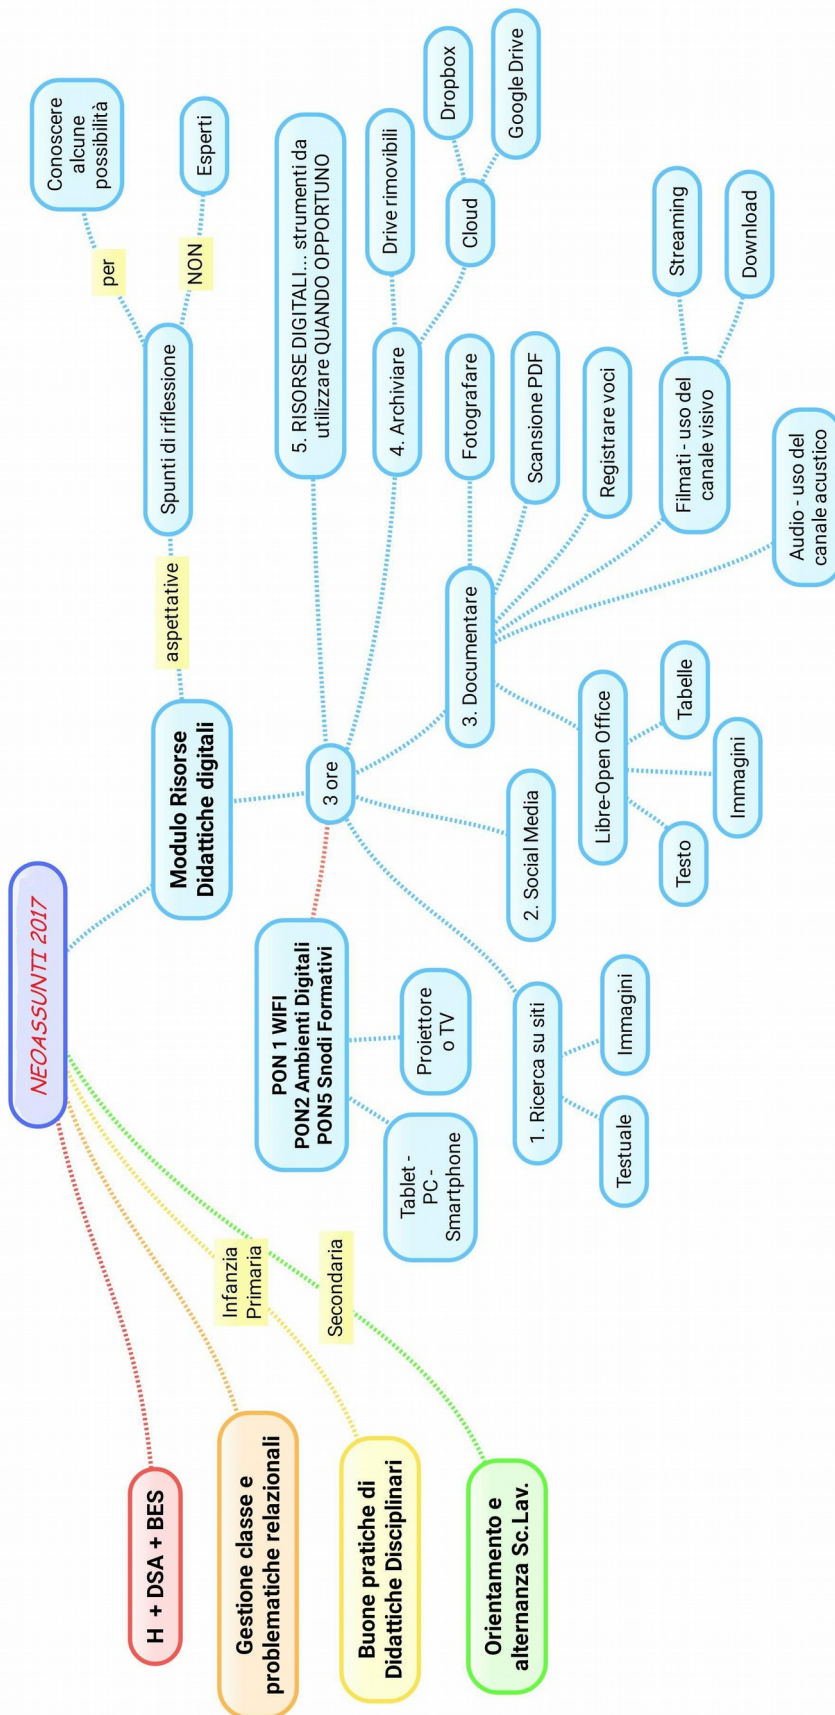 NEOASSUNTI 2017
H + DSA + BES
Gestione classe e
problematiche relazionali
Infanzia
Primaria
Buone pratiche di
Didattiche Disciplinari
Secondaria
Orientamento e
alternanza Sc.Lav.
Modulo Risorse
Didattiche digitali
aspettative
Spunti di riflessione
per
Conoscere
alcune
possibilità
NON
Esperti
3 ore
PON 1 WIFI
PON2 Ambienti Digitali
PON5 Snodi Formativi
Tablet -
PC -
Smartphone
Proiettore
o TV
1. Ricerca su siti
Testuale
Immagini
2. Social Media
3. Documentare
Libre-Open Office
Testo
Immagini
Tabelle
Audio - uso del
canale acustico
Filmati - uso del
canale visivo
Streaming
Download
Registrare voci
Scansione PDF
Fotografare
4. Archiviare
Drive rimovibili
Cloud
Dropbox
Google Drive
5. RISORSE DIGITALI... strumenti da
utilizzare QUANDO OPPORTUNO